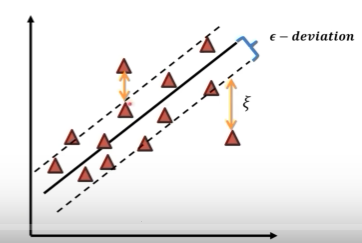 ϵ − deviation
ξ